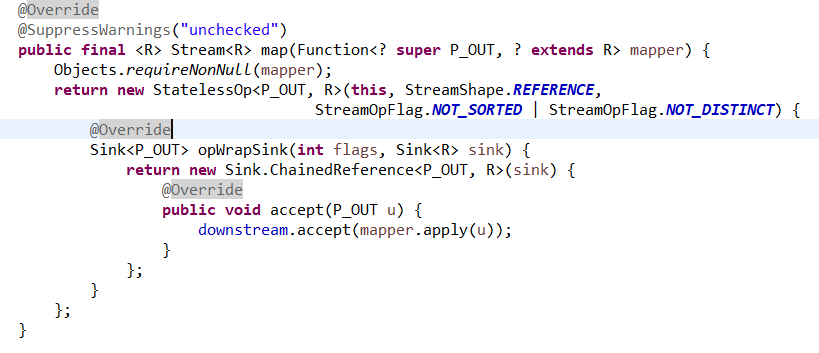 @Override
@SuppressWarnings("unchecked")
public final <R> Stream<R> map(Function<? super P_OUT, ? extends R> mapper) {
    Objects.requireNonNull(mapper);
    return new StatelessOp<P_OUT, R>(this, StreamShape.REFERENCE,
                                 StreamOpFlag.NOT_SORTED | StreamOpFlag.NOT_DISTINCT) {
        @Override
        Sink<P_OUT> opWrapSink(int flags, Sink<R> sink) {
            return new Sink.ChainedReference<P_OUT, R>(sink) {
                @Override
                public void accept(P_OUT u) {
                    downstream.accept(mapper.apply(u));
                }
            };
        }
    };
}